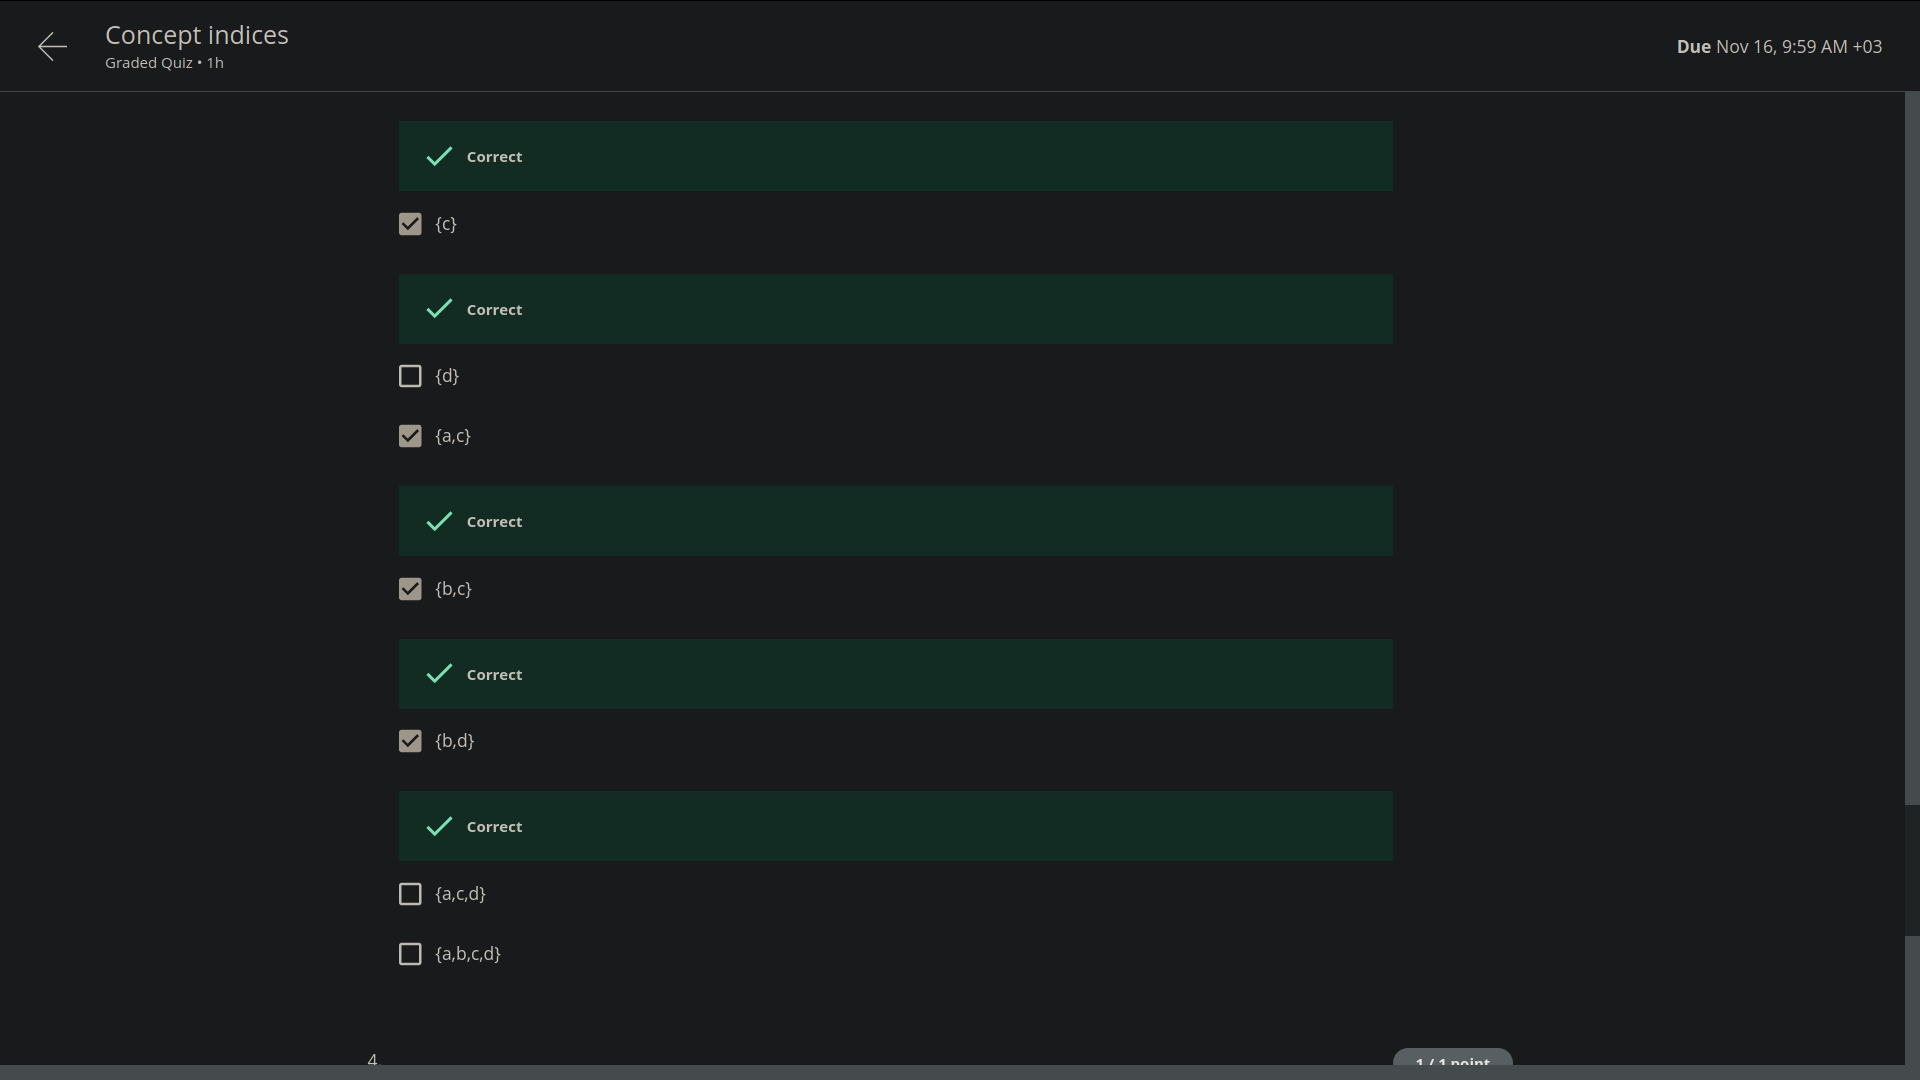 Concept indices
Graded Quiz • 1h
Due Nov 16, 9:59 AM +03
Correct
{c}
Correct
{d}
{a,c}
Correct
{b,c}
Correct
{b,d}
Correct
{a,c,d}
{a,b,c,d}
4.
1 / 1 point